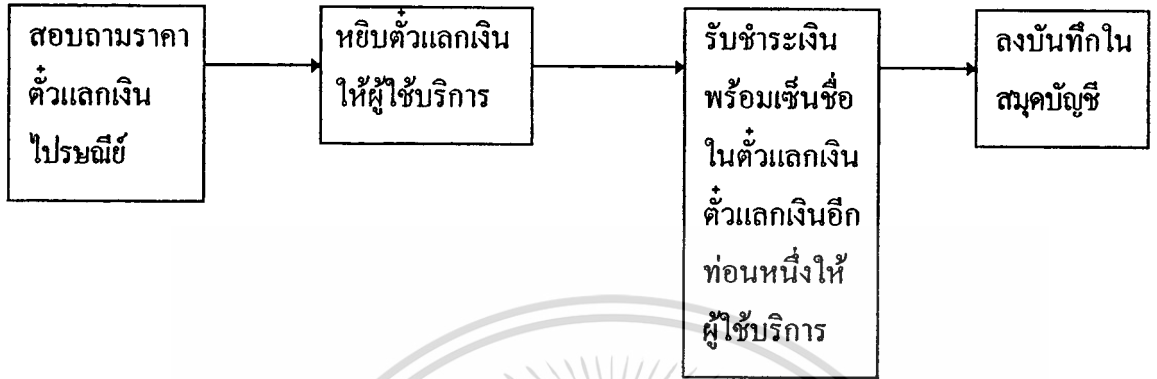 สอบถามราคา
ตั๋วแลกเงิน
ไปรษณีย์
หยิบตั๋วแลกเงิน
ให้ผู้ใช้บริการ
รับชำระเงิน
พร้อมเซ็นชื่อ
ในตั๋วแลกเงิน
ตั๋วแลกเงินอีก
ท่อนหนึ่งให้
ผู้ใช้บริการ
ลงบันทึกใน
สมุดบัญชี